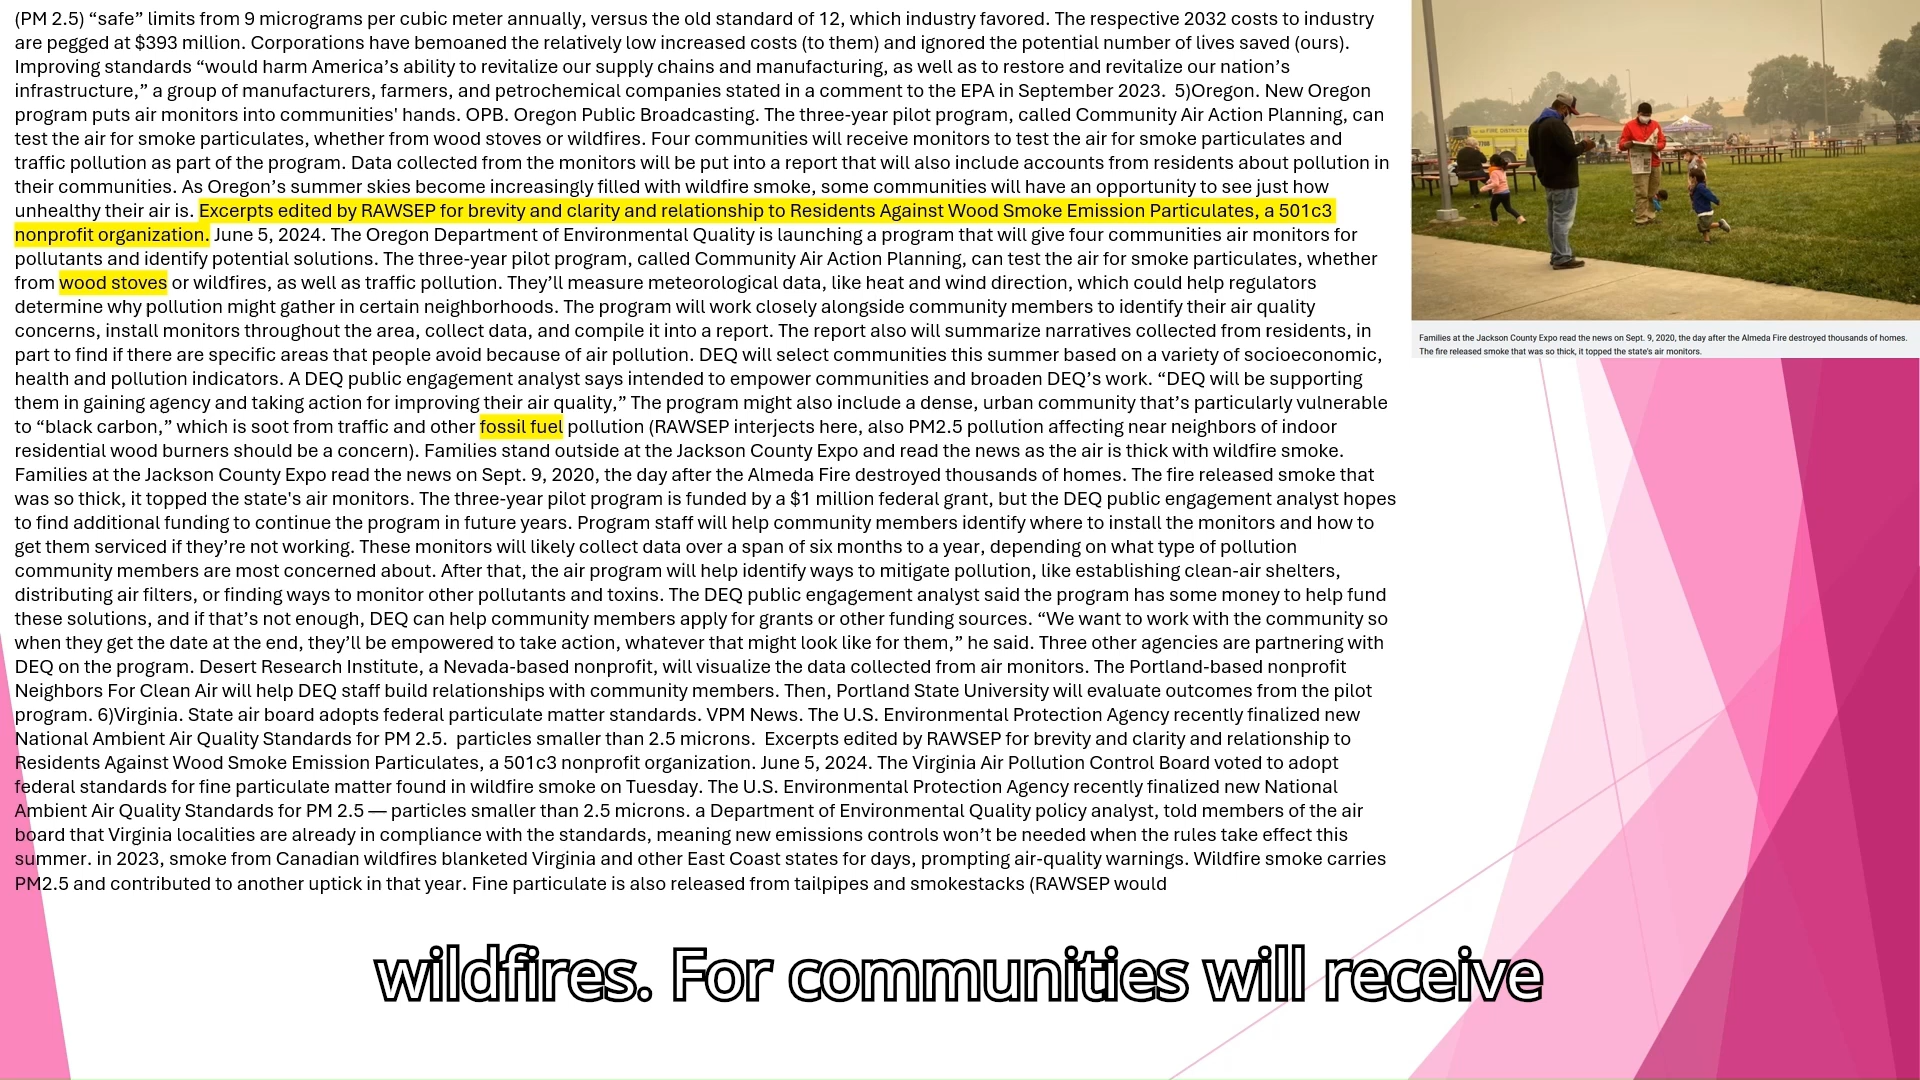 (PM 2.5) “safe” limits from 9 micrograms per cubic meter annually, versus the old standard of 12, which industry favored. The respective 2032 costs to industry
are pegged at $393 million. Corporations have bemoaned the relatively low increased costs (to them) and ignored the potential number of lives saved (ours).
Improving standards “would harm America’s ability to revitalize our supply chains and manufacturing, as well as to restore and revitalize our nation’s
infrastructure,” a group of manufacturers, farmers, and petrochemical companies stated in a comment to the EPA in September 2023.  5)Oregon. New Oregon
program puts air monitors into communities' hands. OPB. Oregon Public Broadcasting. The three-year pilot program, called Community Air Action Planning, can
test the air for smoke particulates, whether from wood stoves or wildfires. Four communities will receive monitors to test the air for smoke particulates and
traffic pollution as part of the program. Data collected from the monitors will be put into a report that will also include accounts from residents about pollution in
their communities. As Oregon’s summer skies become increasingly filled with wildfire smoke, some communities will have an opportunity to see just how
unhealthy their air is. Excerpts edited by RAWSEP for brevity and clarity and relationship to Residents Against Wood Smoke Emission Particulates, a 501c3
nonprofit organization. June 5, 2024. The Oregon Department of Environmental Quality is launching a program that will give four communities air monitors for
pollutants and identify potential solutions. The three-year pilot program, called Community Air Action Planning, can test the air for smoke particulates, whether
from wood stoves or wildfires, as well as traffic pollution. They’ll measure meteorological data, like heat and wind direction, which could help regulators
determine why pollution might gather in certain neighborhoods. The program will work closely alongside community members to identify their air quality
concerns, install monitors throughout the area, collect data, and compile it into a report. The report also will summarize narratives collected from residents, in
part to find if there are specific areas that people avoid because of air pollution. DEQ will select communities this summer based on a variety of socioeconomic,
health and pollution indicators. A DEQ public engagement analyst says intended to empower communities and broaden DEQ’s work. “DEQ will be supporting
them in gaining agency and taking action for improving their air quality,” The program might also include a dense, urban community that’s particularly vulnerable
to “black carbon,” which is soot from traffic and other fossil fuel pollution (RAWSEP interjects here, also PM2.5 pollution affecting near neighbors of indoor
residential wood burners should be a concern). Families stand outside at the Jackson County Expo and read the news as the air is thick with wildfire smoke.
Families at the Jackson County Expo read the news on Sept. 9, 2020, the day after the Almeda Fire destroyed thousands of homes. The fire released smoke that
was so thick, it topped the state's air monitors. The three-year pilot program is funded by a $1 million federal grant, but the DEQ public engagement analyst hopes
to find additional funding to continue the program in future years. Program staff will help community members identify where to install the monitors and how to
get them serviced if they’re not working. These monitors will likely collect data over a span of six months to a year, depending on what type of pollution
community members are most concerned about. After that, the air program will help identify ways to mitigate pollution, like establishing clean-air shelters,
distributing air filters, or finding ways to monitor other pollutants and toxins. The DEQ public engagement analyst said the program has some money to help fund
these solutions, and if that’s not enough, DEQ can help community members apply for grants or other funding sources. “We want to work with the community so
when they get the date at the end, they’ll be empowered to take action, whatever that might look like for them,” he said. Three other agencies are partnering with
DEQ on the program. Desert Research Institute, a Nevada-based nonprofit, will visualize the data collected from air monitors. The Portland-based nonprofit
Neighbors For Clean Air will help DEQ staff build relationships with community members. Then, Portland State University will evaluate outcomes from the pilot
program. 6)Virginia. State air board adopts federal particulate matter standards. VPM News. The U.S. Environmental Protection Agency recently finalized new
National Ambient Air Quality Standards for PM 2.5.  particles smaller than 2.5 microns.  Excerpts edited by RAWSEP for brevity and clarity and relationship to
Residents Against Wood Smoke Emission Particulates, a 501c3 nonprofit organization. June 5, 2024. The Virginia Air Pollution Control Board voted to adopt
federal standards for fine particulate matter found in wildfire smoke on Tuesday. The U.S. Environmental Protection Agency recently finalized new National
Ambient Air Quality Standards for PM 2.5 — particles smaller than 2.5 microns. a Department of Environmental Quality policy analyst, told members of the air
board that Virginia localities are already in compliance with the standards, meaning new emissions controls won’t be needed when the rules take effect this
summer. in 2023, smoke from Canadian wildfires blanketed Virginia and other East Coast states for days, prompting air-quality warnings. Wildfire smoke carries
PM2.5 and contributed to another uptick in that year. Fine particulate is also released from tailpipes and smokestacks (RAWSEP would
Families at the Jackson County Expo read the news on Sept. 9, 2020, the day after the Almeda Fire destroyed thousands of homes.
The fire released smoke that was so thick, it topped the state's air monitors.
wildfires. For communities will receive